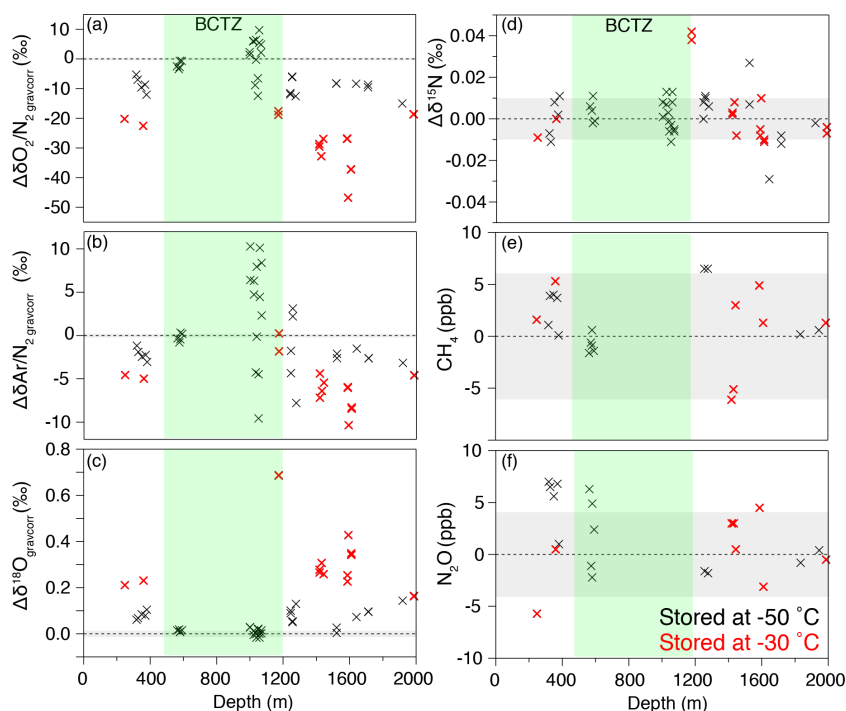 (a)
BCTZ
ΔδO2/N2 gravcorr (‰)
10
0
-10
-20
-30
-40
-50
(b)
ΔδAr/N2 gravcorr (‰)
10
5
0
-5
-10
(c)
Δδ18Ogravcorr (‰)
0.8
0.6
0.4
0.2
0.0
0 400 800 1200 1600 2000
Depth (m)
(d)
BCTZ
Δδ15N (‰)
0.04
0.02
0.00
-0.02
-0.04
(e)
CH4 (ppb)
10
5
0
-5
-10
(f)
N2O (ppb)
10
5
0
-5
-10
Stored at -50 °C
Stored at -30 °C
0 400 800 1200 1600 2000
Depth (m)